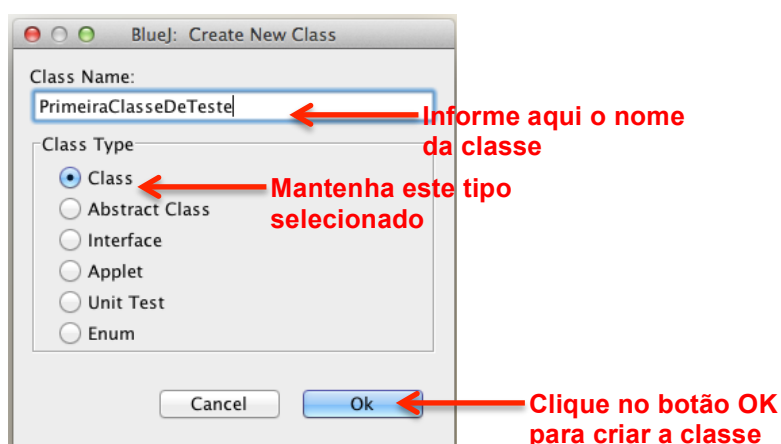 BlueJ: Create New Class
Class Name:
PrimeiraClasseDeTeste
Informe aqui o nome
da classe
Class Type
Class
Mantenha este tipo
selecionado
Abstract Class
Interface
Applet
Unit Test
Enum
Cancel
Ok
Clique no botão OK
para criar a classe